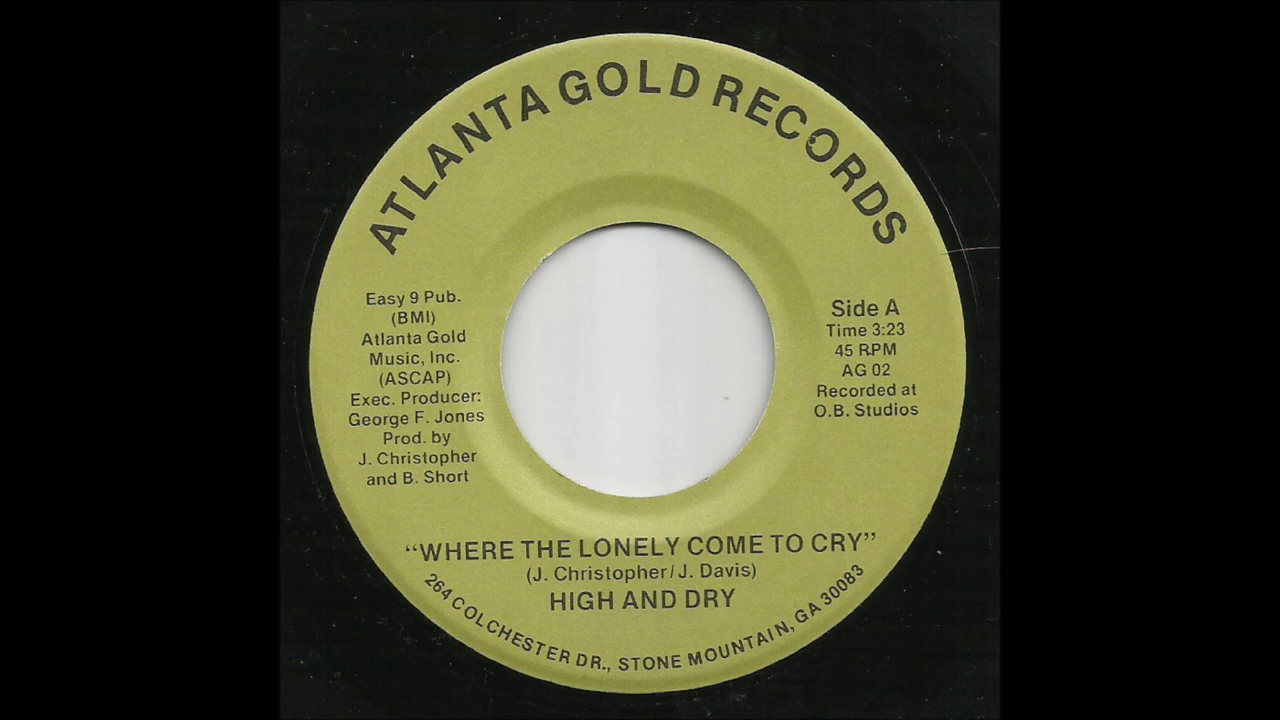 ATLANTA GOLD RECORDS
Easy 9 Pub.
(BMI)
Atlanta Gold
Music, Inc.
(ASCAP)
Exec. Producer:
George F. Jones
Prod. by
J. Christopher
and B. Short
Side A
Time 3:23
45 RPM
AG 02
Recorded at
O.B. Studios
“WHERE THE LONELY COME TO CRY”
(J. Christopher/J. Davis)
HIGH AND DRY
264 COLCHESTER DR., STONE MOUNTAIN, GA 30083